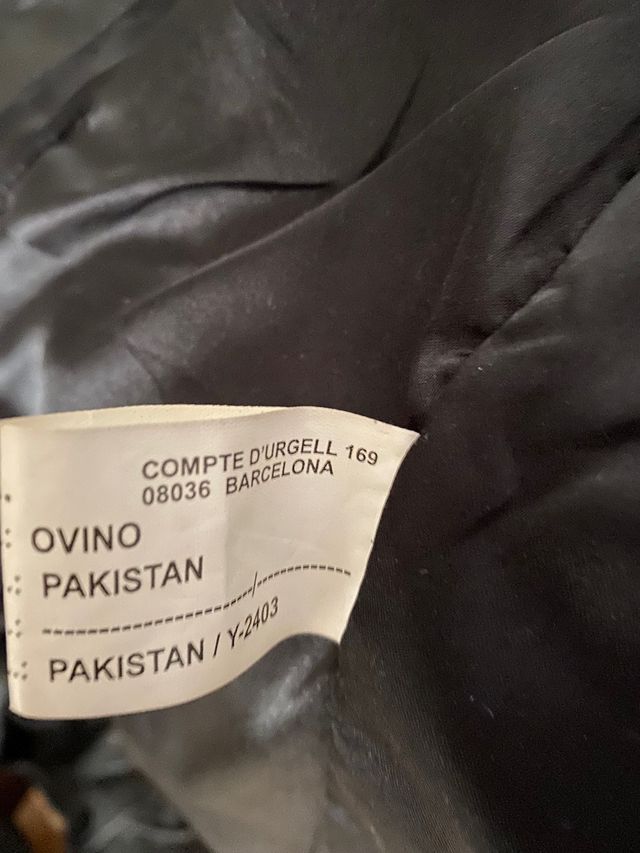 COMPTE D'URGELL 169
08036 BARCELONA
: OVINO
.: PAKISTAN
: ----------------------/------------
.: PAKISTAN / Y-2403